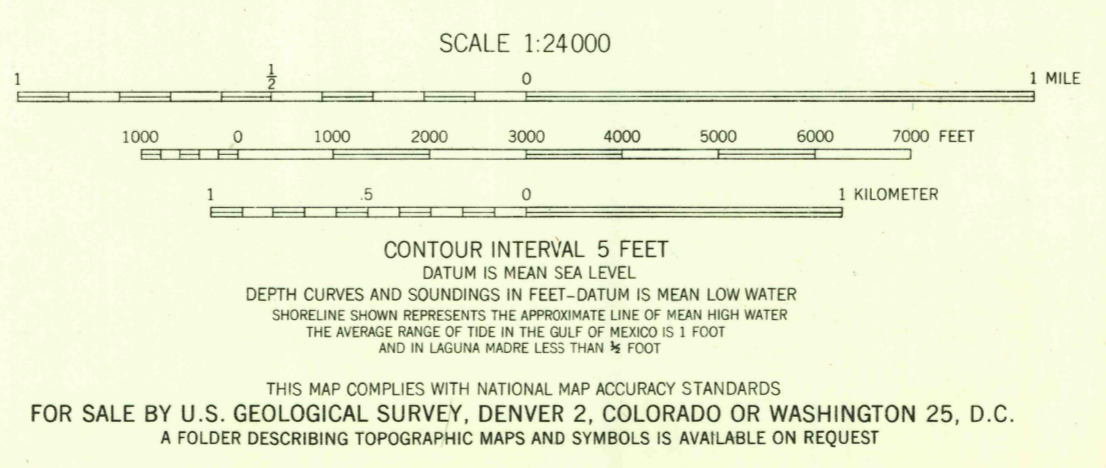 SCALE 1:24000
1 ½ 0 1 MILE
1000 0 1000 2000 3000 4000 5000 6000 7000 FEET
1 .5 0 1 KILOMETER
CONTOUR INTERVAL 5 FEET
DATUM IS MEAN SEA LEVEL
DEPTH CURVES AND SOUNDINGS IN FEET–DATUM IS MEAN LOW WATER
SHORELINE SHOWN REPRESENTS THE APPROXIMATE LINE OF MEAN HIGH WATER
THE AVERAGE RANGE OF TIDE IN THE GULF OF MEXICO IS 1 FOOT
AND IN LAGUNA MADRE LESS THAN ½ FOOT
THIS MAP COMPLIES WITH NATIONAL MAP ACCURACY STANDARDS
FOR SALE BY U.S. GEOLOGICAL SURVEY, DENVER 2, COLORADO OR WASHINGTON 25, D.C.
A FOLDER DESCRIBING TOPOGRAPHIC MAPS AND SYMBOLS IS AVAILABLE ON REQUEST